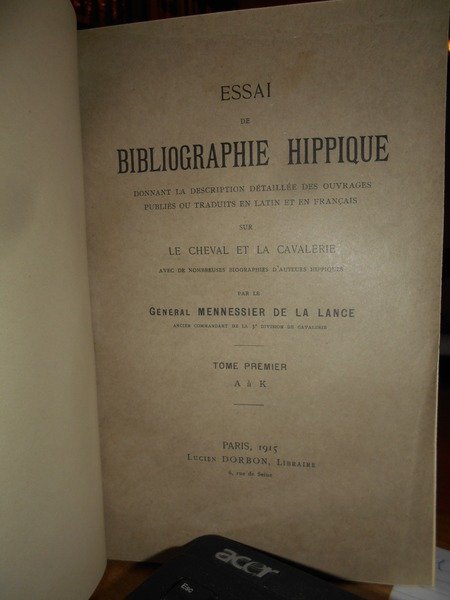 ESSAI
DE
BIBLIOGRAPHIE HIPPIQUE
DONNANT LA DESCRIPTION DÉTAILLÉE DES OUVRAGES
PUBLIÉS OU TRADUITS EN LATIN ET EN FRANÇAIS
SUR
LE CHEVAL ET LA CAVALERIE
AVEC DE NOMBREUSES BIOGRAPHIES D'AUTEURS HIPPIQUES
PAR LE
GÉNÉRAL MENNESSIER DE LA LANCE
ANCIEN COMMANDANT DE LA 3e DIVISION DE CAVALERIE
TOME PREMIER
A à K
PARIS, 1915
LUCIEN DORBON, LIBRAIRE
6, rue de Seine
acer
Esc